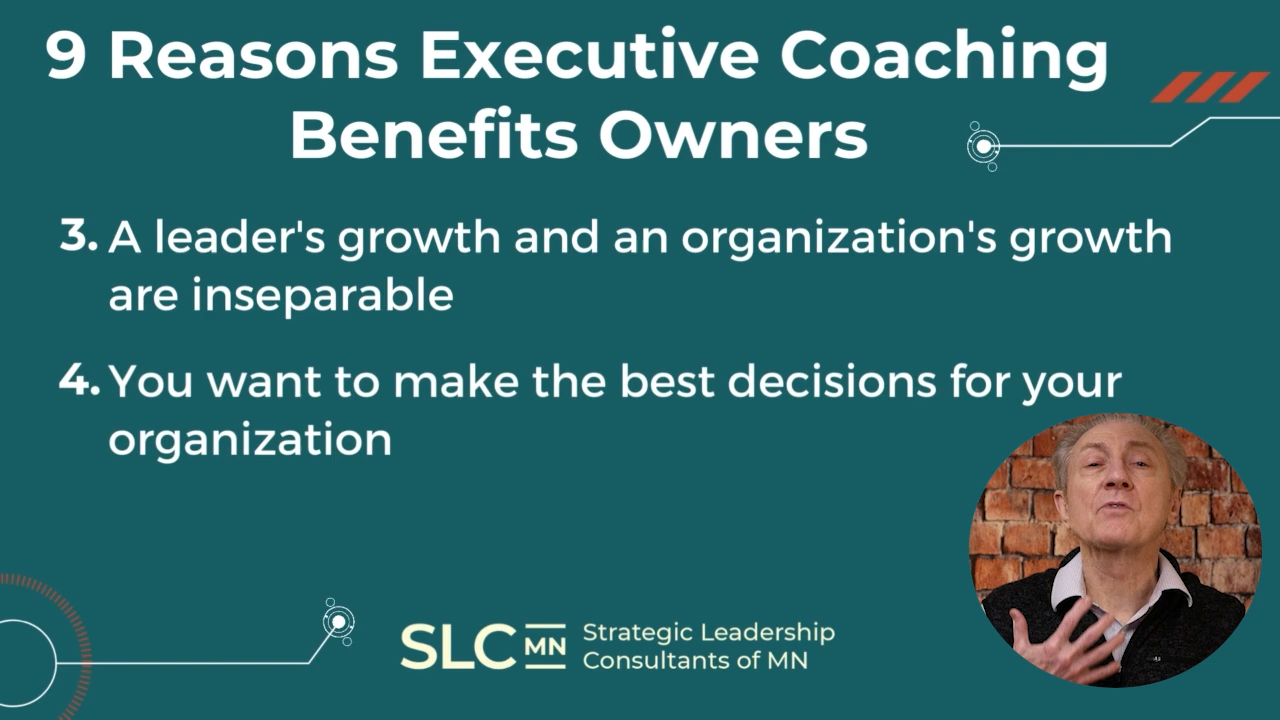 9 Reasons Executive Coaching
Benefits Owners
3. A leader's growth and an organization's growth
are inseparable
4. You want to make the best decisions for your
organization
SLC MN Strategic Leadership
Consultants of MN